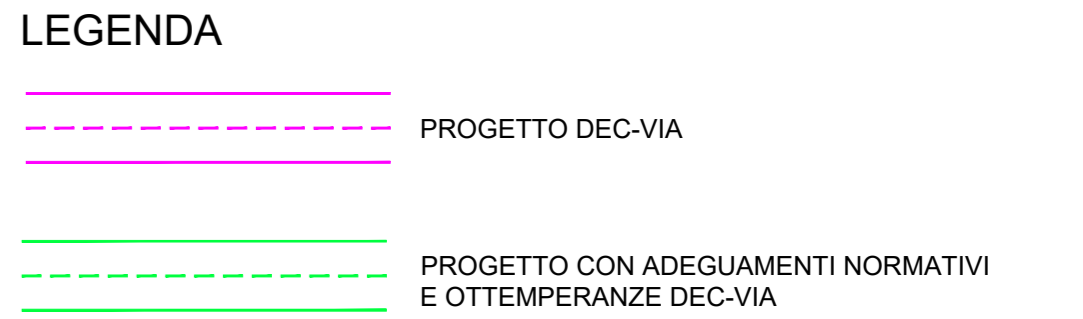 LEGENDA
PROGETTO DEC-VIA
PROGETTO CON ADEGUAMENTI NORMATIVI
E OTTEMPERANZE DEC-VIA